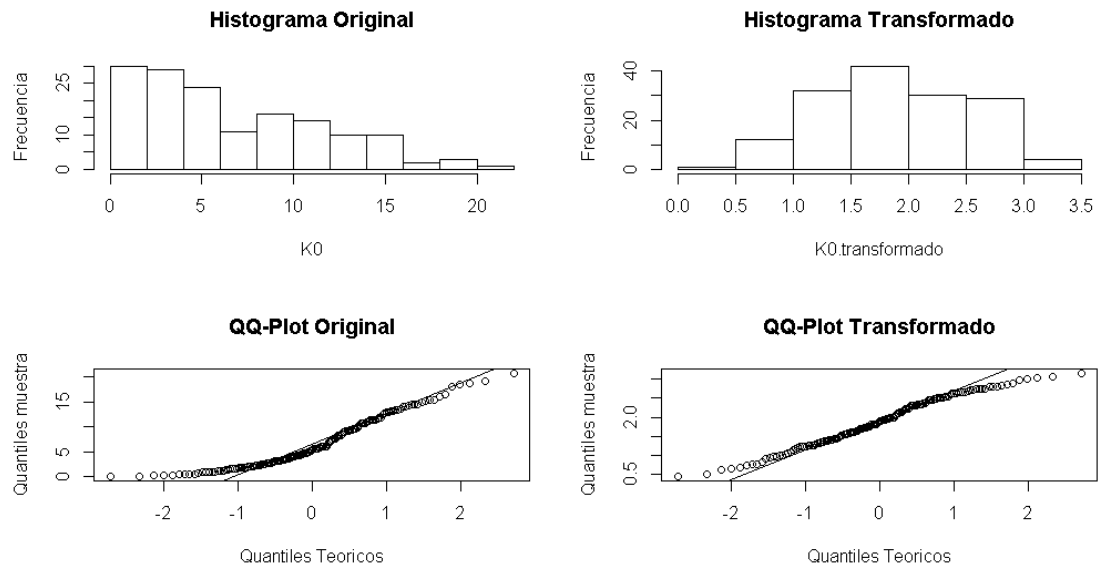 Histograma Original
Frecuencia
0 10 25
0 5 10 15 20
K0
Histograma Transformado
Frecuencia
0 20 40
0.0 0.5 1.0 1.5 2.0 2.5 3.0 3.5
K0.transformado
QQ-Plot Original
Quantiles muestra
0 5 15
-2 -1 0 1 2
Quantiles Teoricos
QQ-Plot Transformado
Quantiles muestra
0.5 2.0
-2 -1 0 1 2
Quantiles Teoricos